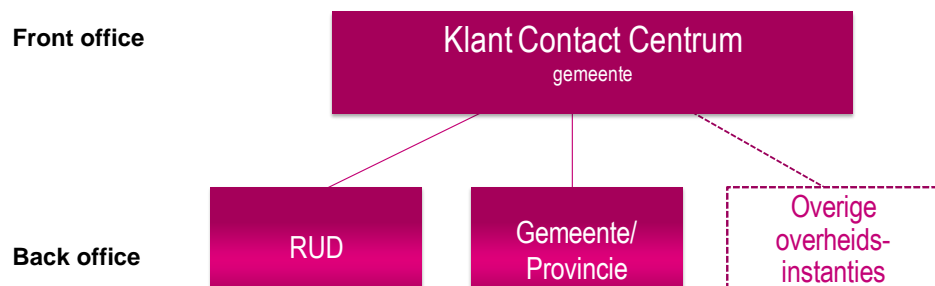 Front office
Klant Contact Centrum
gemeente
Back office
RUD
Gemeente/
Provincie
Overige
overheids-
instanties